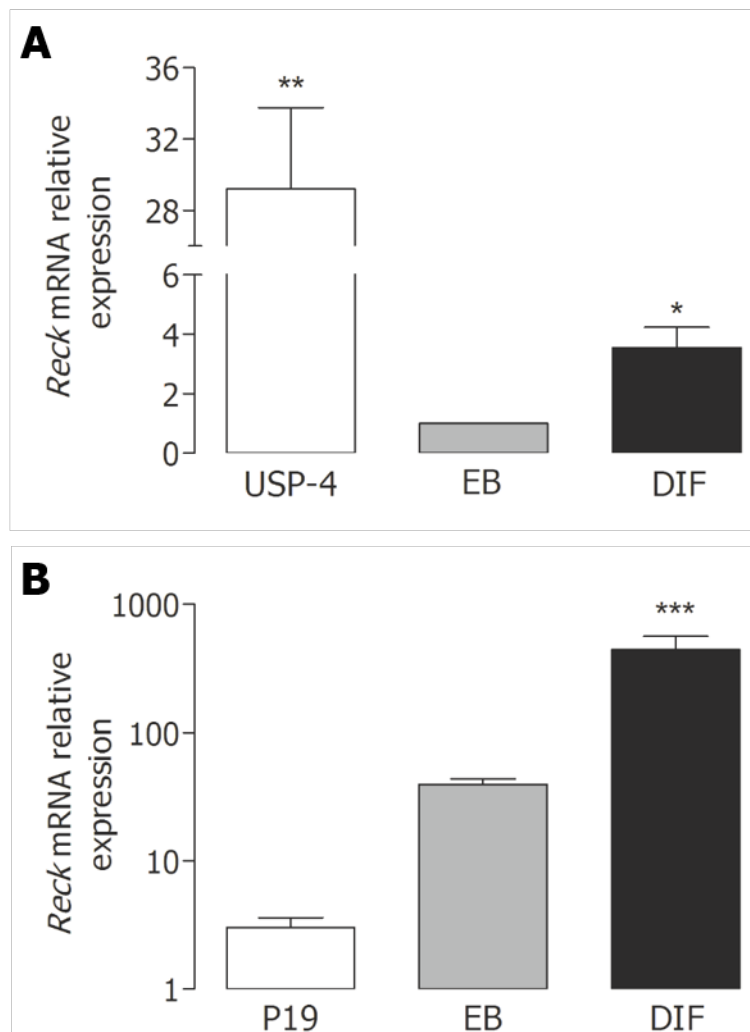 A
Reck mRNA relative
expression
36
32
28
6
4
2
0
**
*
USP-4 EB DIF
B
Reck mRNA relative
expression
1000
100
10
1
***
P19 EB DIF